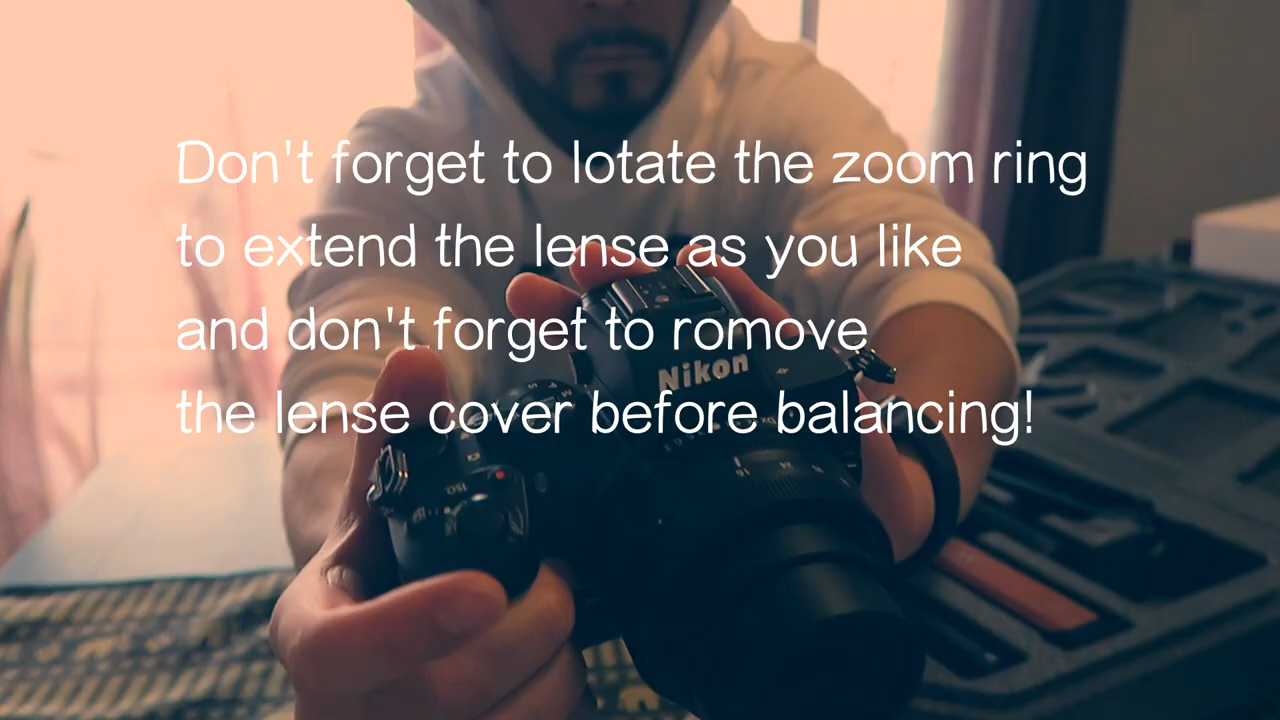 Don't forget to lotate the zoom ring
to extend the lense as you like
and don't forget to romove
the lense cover before balancing!
Nikon
ISO